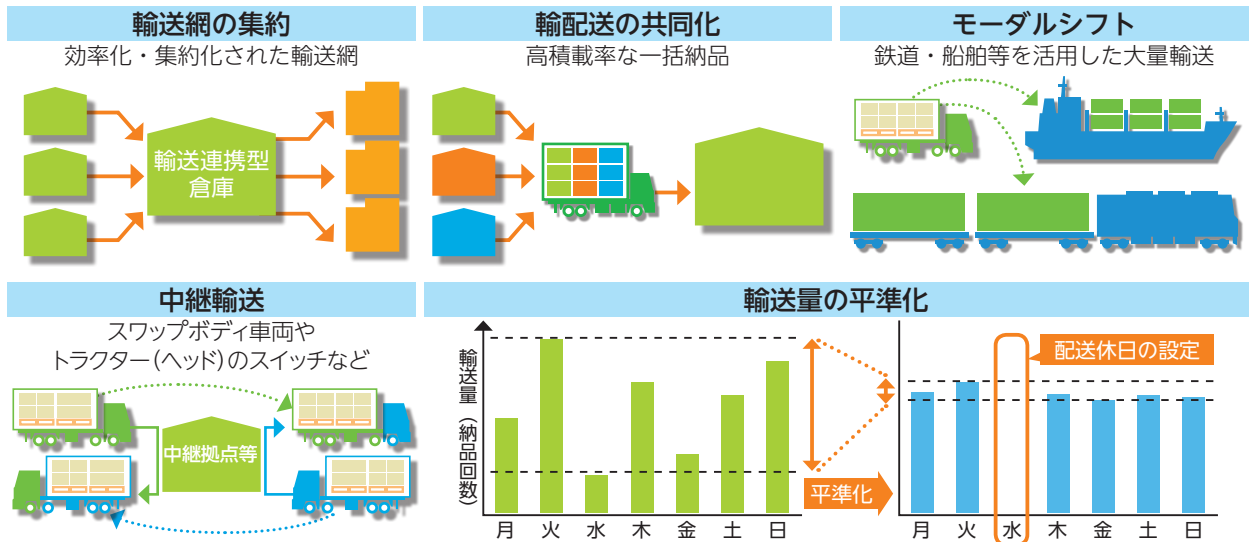 輸送網の集約
効率化・集約化された輸送網
輸送連携型
倉庫
輸配送の共同化
高積載率な一括納品
モーダルシフト
鉄道・船舶等を活用した大量輸送
中継輸送
スワップボディ車両や
トラクター(ヘッド)のスイッチなど
中継拠点等
輸送量の平準化
輸送量(納品回数)
月 火 水 木 金 土 日
平準化
配送休日の設定
月 火 水 木 金 土 日